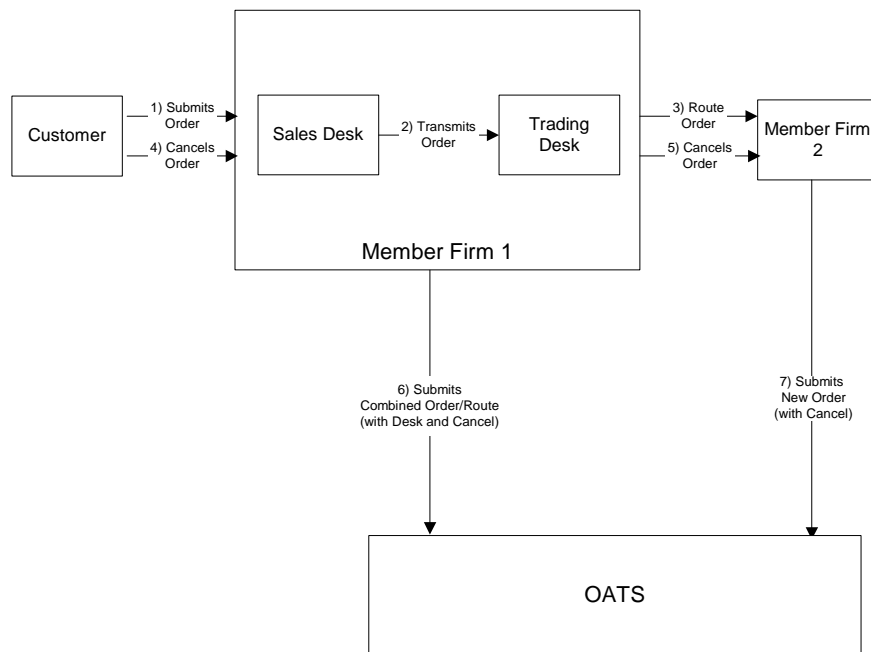 1) Submits
Order
4) Cancels
Order
Customer
Sales Desk
2) Transmits
Order
Trading
Desk
3) Route
Order
5) Cancels
Order
Member Firm
2
Member Firm 1
6) Submits
Combined Order/Route
(with Desk and Cancel)
7) Submits
New Order
(with Cancel)
OATS